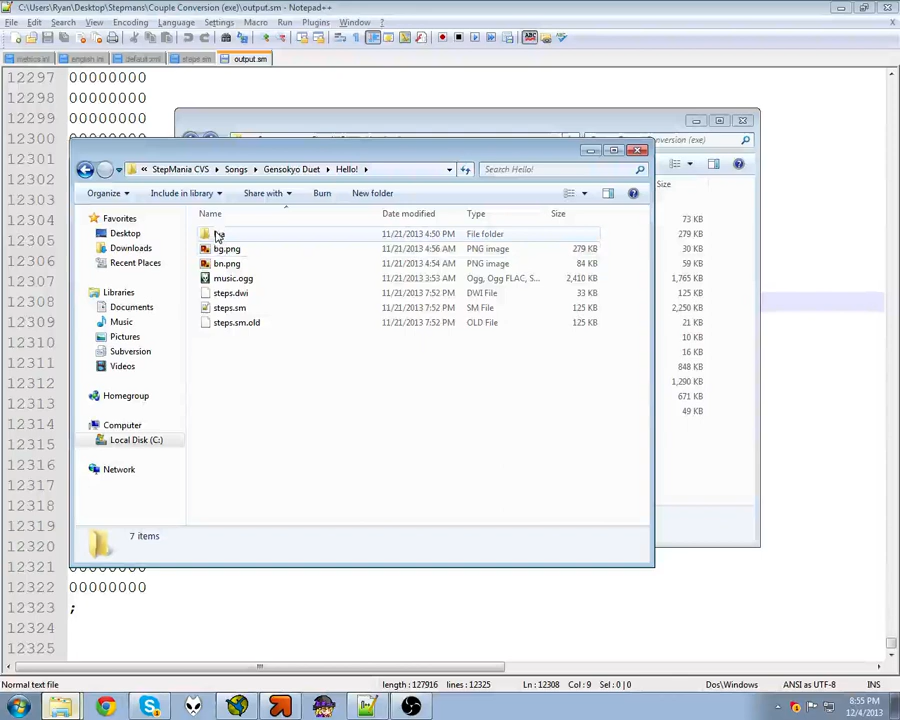 C:\Users\Ryan\Desktop\Stepmans\Couple Conversion (exe)\output.sm - Notepad++
File Edit Search View Encoding Language Settings Macro Run Plugins Window ? X
metrics.ini english.ini default.xml steps.sm output.sm
12297 00000000
12298 00000000
12299 00000000
12300 00000000
12301
12302
12303
12304
12305
12306
12307
12308
12309
12310
12311
12312
12313
12314
12315
12316
12317
12318
12319
12320
12321 00000000
12322 00000000
12323 ;
12324
12325
onversion (exe)
Size
73 KB
279 KB
30 KB
59 KB
1,765 KB
125 KB
2,250 KB
21 KB
10 KB
16 KB
848 KB
1,290 KB
671 KB
49 KB
« StepMania CVS Songs Gensokyo Duet Hello!
Search Hello!
Organize Include in library Share with Burn New folder
Favorites
Desktop
Downloads
Recent Places
Libraries
Documents
Music
Pictures
Subversion
Videos
Homegroup
Computer
Local Disk (C:)
Network
Name Date modified Type Size
11/21/2013 4:50 PM File folder
bg.png 11/21/2013 4:56 AM PNG image 279 KB
bn.png 11/21/2013 4:54 AM PNG image 84 KB
music.ogg 11/21/2013 3:53 AM Ogg, Ogg FLAC, S... 2,410 KB
steps.dwi 11/21/2013 7:52 PM DWI File 33 KB
steps.sm 11/21/2013 7:52 PM SM File 125 KB
steps.sm.old 11/21/2013 7:52 PM OLD File 125 KB
7 items
Normal text file length: 127916 lines: 12325 Ln: 12308 Col: 9 Sel: 0 | 0 Dos\Windows ANSI as UTF-8 INS
8:55 PM
12/4/2013